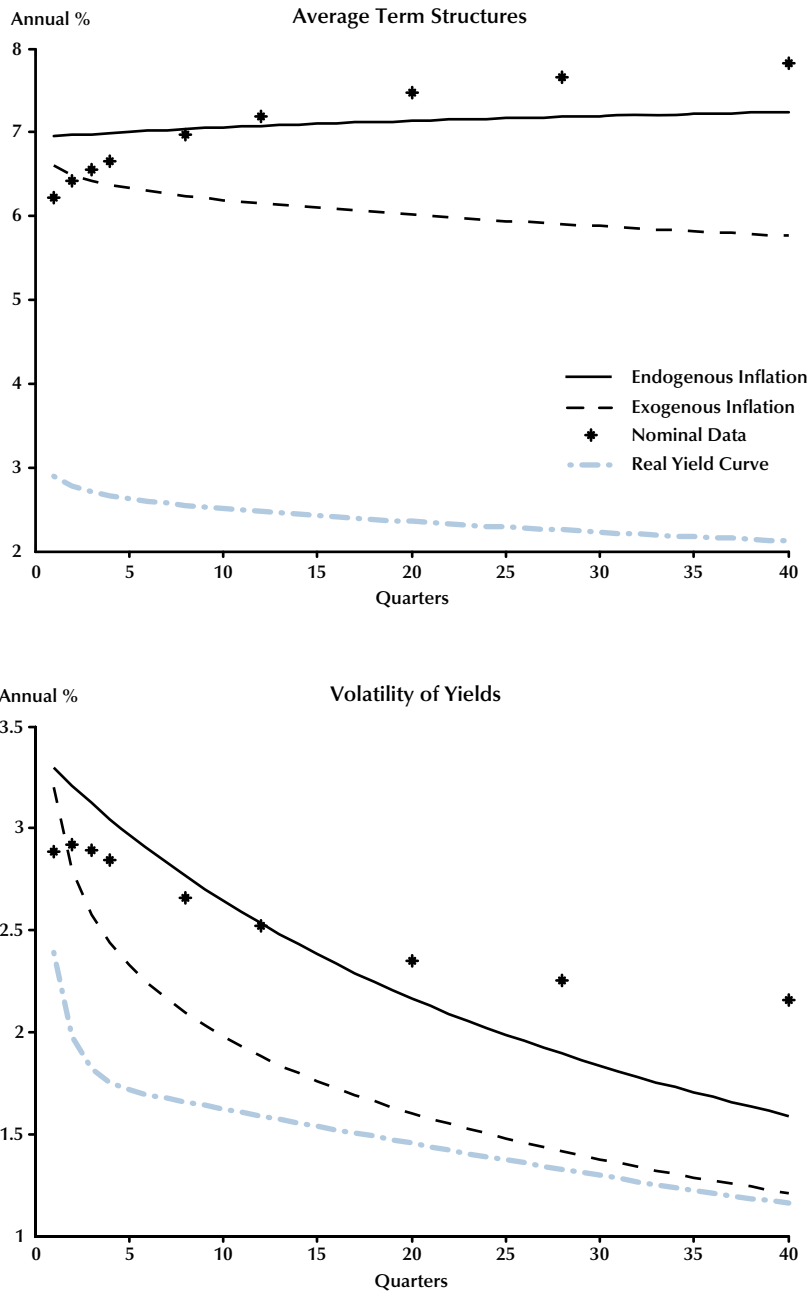 Average Term Structures
Annual %
8
7
6
5
4
3
2
Endogenous Inflation
Exogenous Inflation
Nominal Data
Real Yield Curve
0 5 10 15 20 25 30 35 40
Quarters
Volatility of Yields
Annual %
3.5
3
2.5
2
1.5
1
0 5 10 15 20 25 30 35 40
Quarters